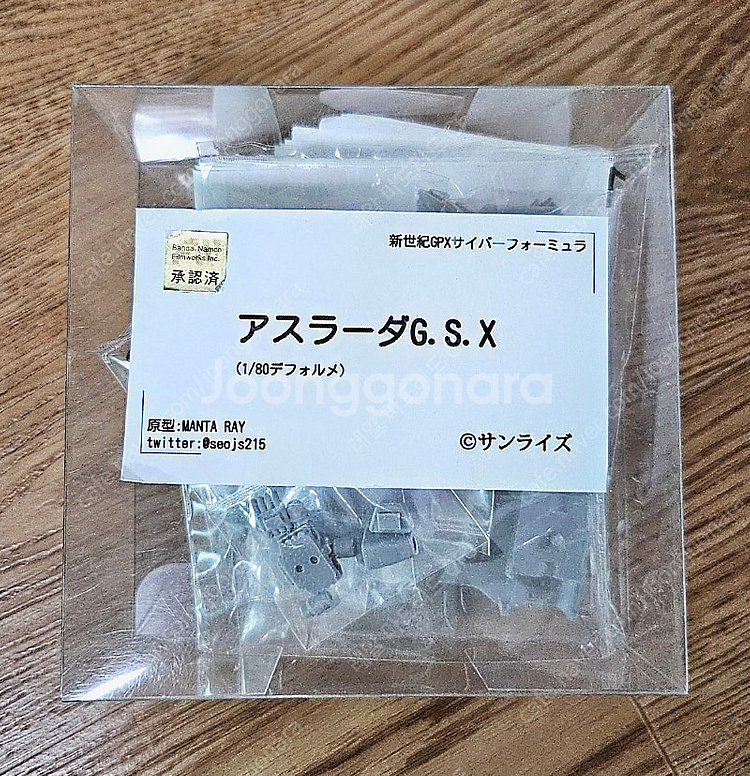 Bandai Namco
Filmworks Inc.
承認済
新世紀GPXサイバーフォーミュラ
アスラーダG.S.X
(1/80デフォルメ)
Joonggonara
原型:MANTA RAY
twitter:@seojs215
©サンライズ